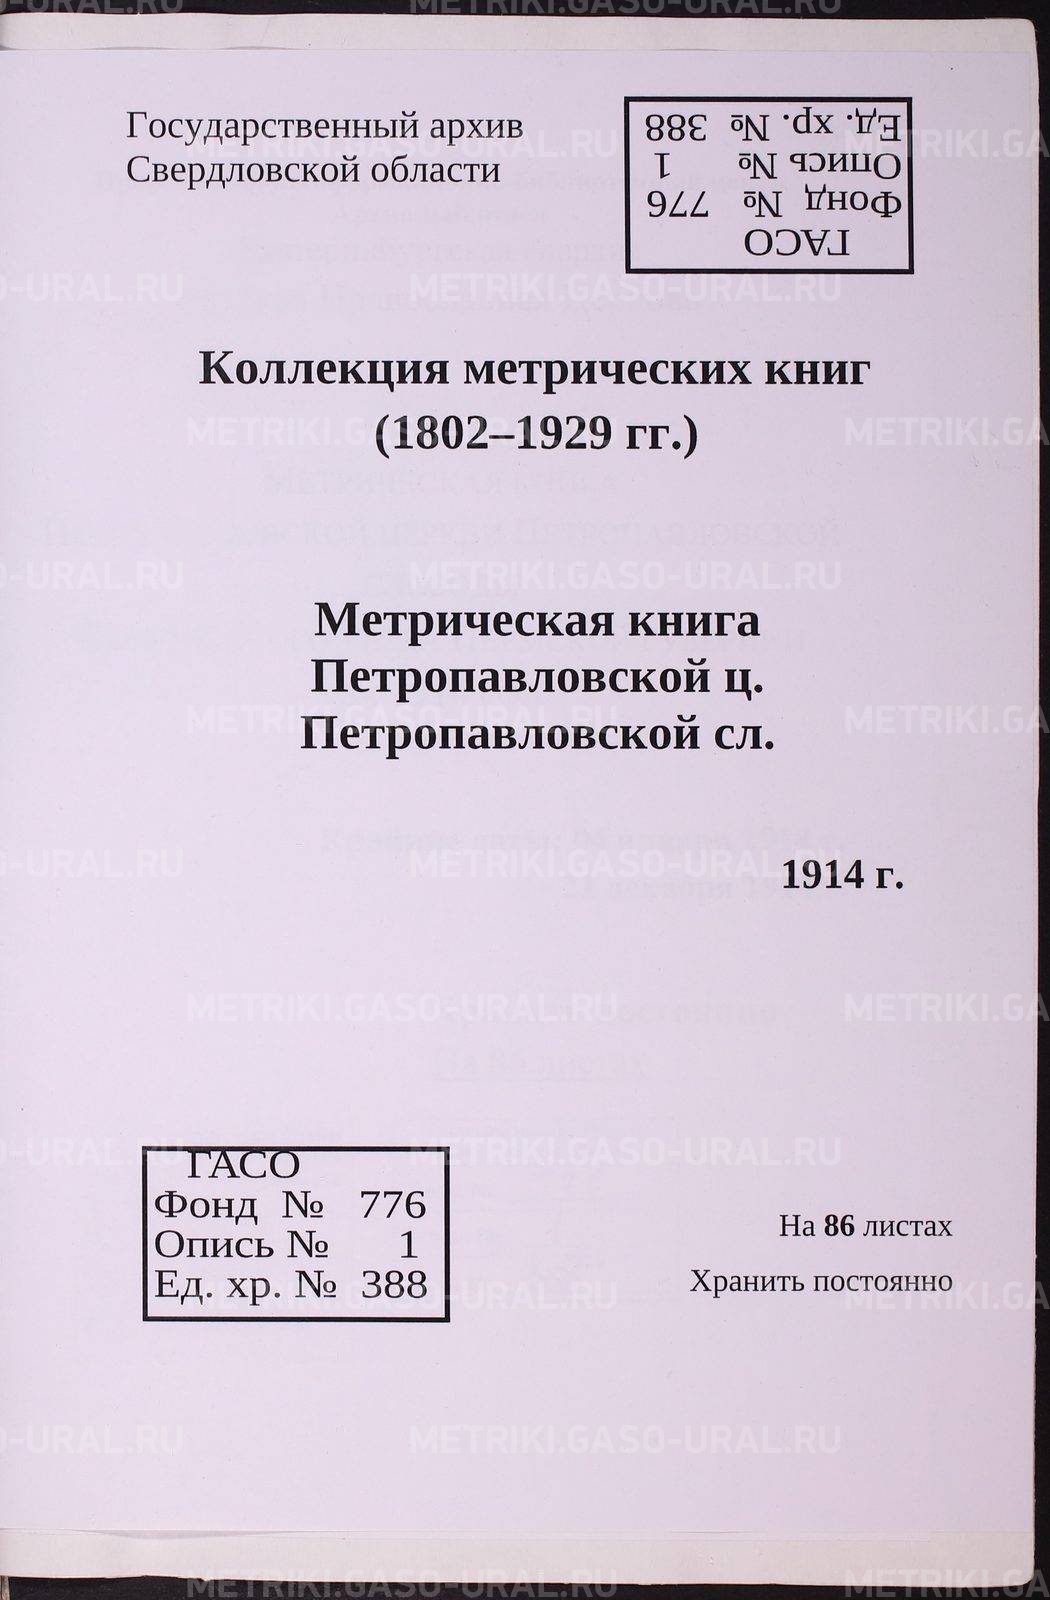 Государственный архив
Свердловской области
ГАСО
Фонд № 776
Опись № 1
Ед. хр. № 388
Коллекция метрических книг
(1802–1929 гг.)
Метрическая книга
Петропавловской ц.
Петропавловской сл.
1914 г.
ГАСО
Фонд № 776
Опись № 1
Ед. хр. № 388
На 86 листах
Хранить постоянно
METRIKI.GASO-URAL.RU